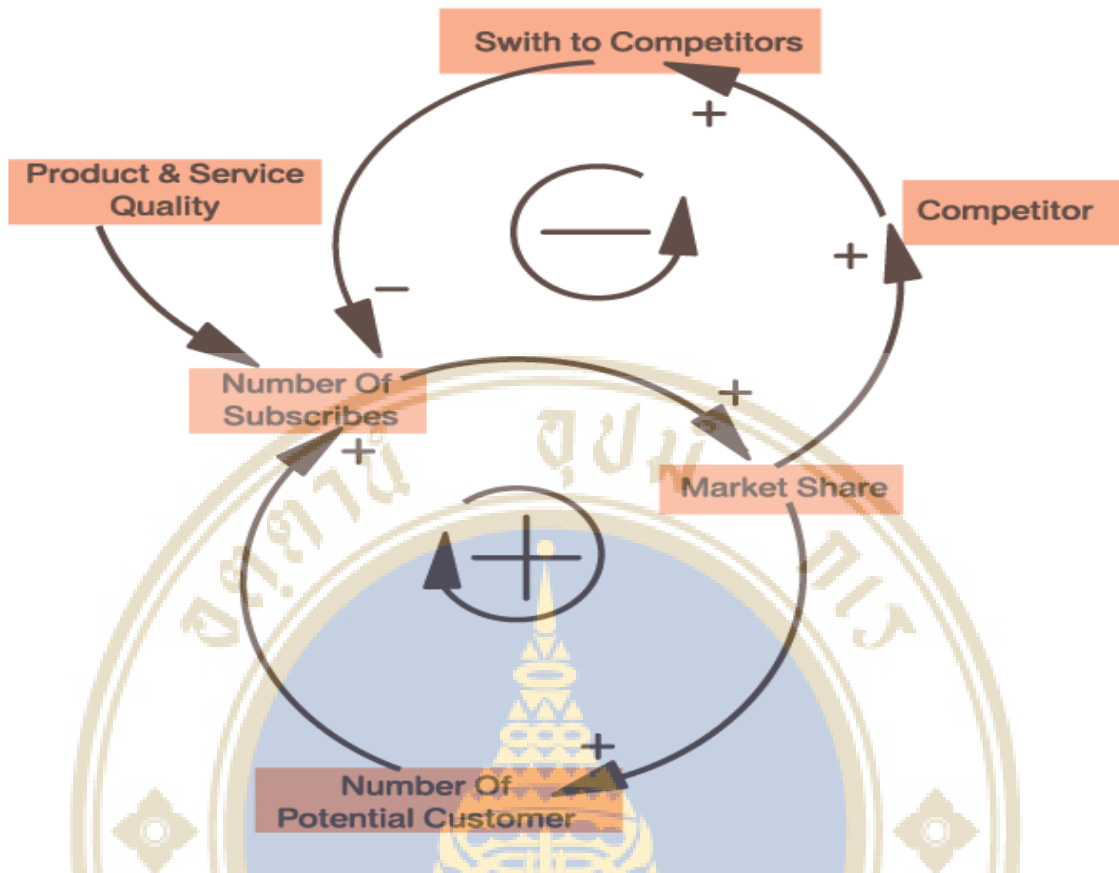 Swith to Competitors
Product & Service
Quality
Competitor
+
+
−
−
Number Of
Subscribes
+
+
Market Share
+
Number Of
Potential Customer
+